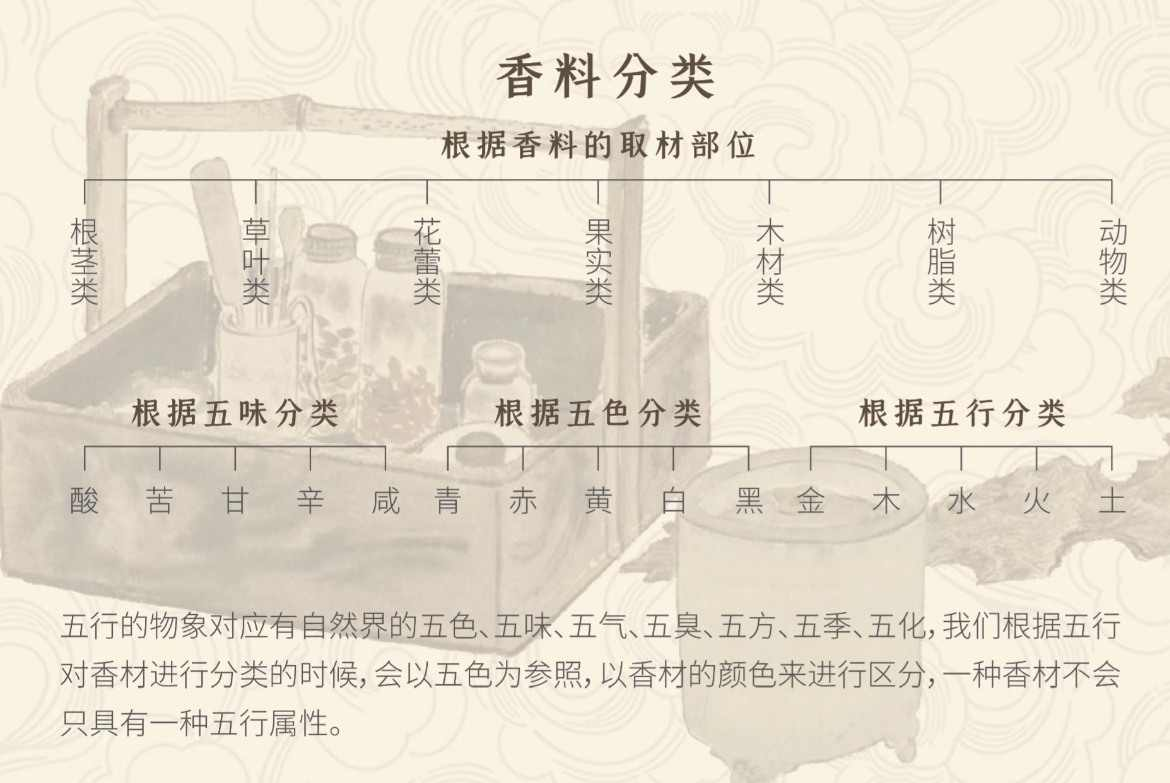 香料分类
根据香料的取材部位
根茎类 草叶类 花蕾类 果实类 木材类 树脂类 动物类
根据五味分类 根据五色分类 根据五行分类
酸 苦 甘 辛 咸 青 赤 黄 白 黑 金 木 水 火 土
五行的物象对应有自然界的五色、五味、五气、五臭、五方、五季、五化，我们根据五行
对香材进行分类的时候，会以五色为参照，以香材的颜色来进行区分，一种香材不会
只具有一种五行属性。